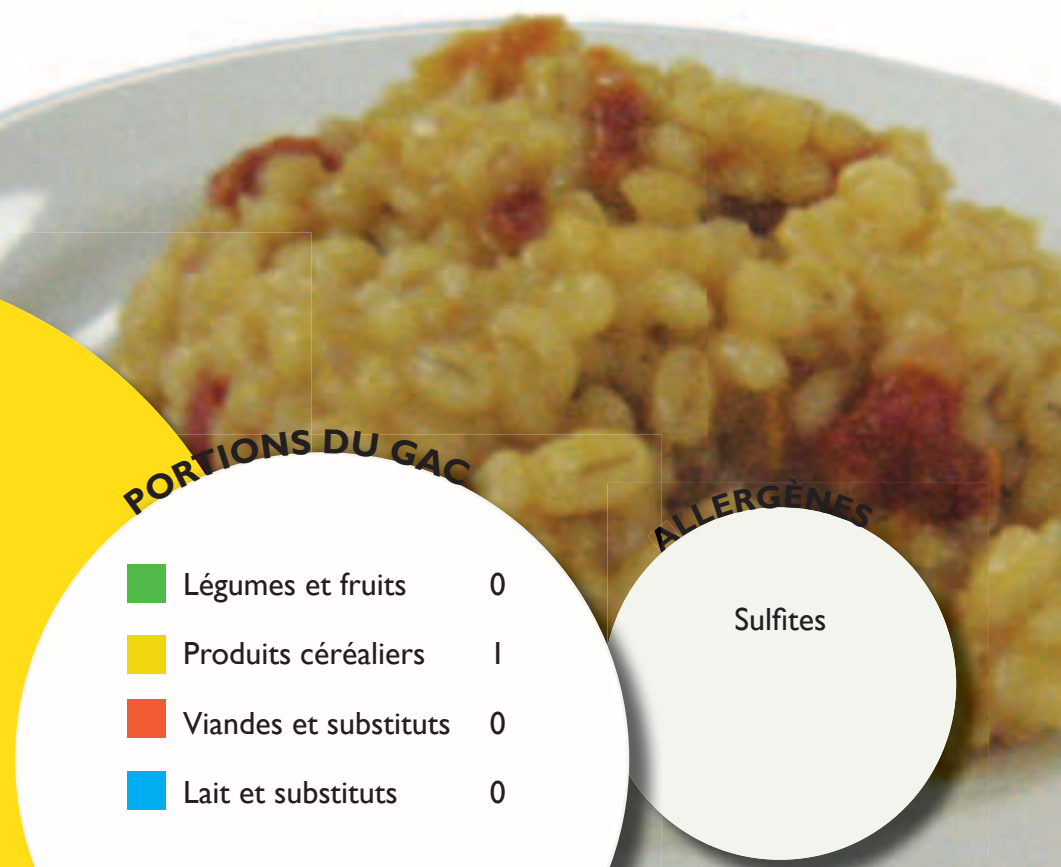 PORTIONS DU GAC
Légumes et fruits 0
Produits céréaliers 1
Viandes et substituts 0
Lait et substituts 0
ALLERGÈNES
Sulfites